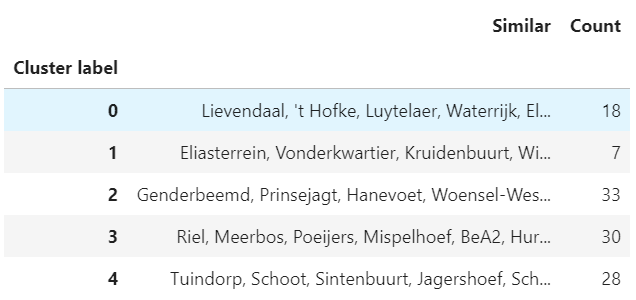 Similar Count
Cluster label
0 Lievendaal, 't Hofke, Luytelaer, Waterrijk, El... 18
1 Eliasterrein, Vonderkwartier, Kruidenbuurt, Wi... 7
2 Genderbeemd, Prinsejagt, Hanevoet, Woensel-Wes... 33
3 Riel, Meerbos, Poeijers, Mispelhoef, BeA2, Hur... 30
4 Tuindorp, Schoot, Sintenbuurt, Jagershoef, Sch... 28